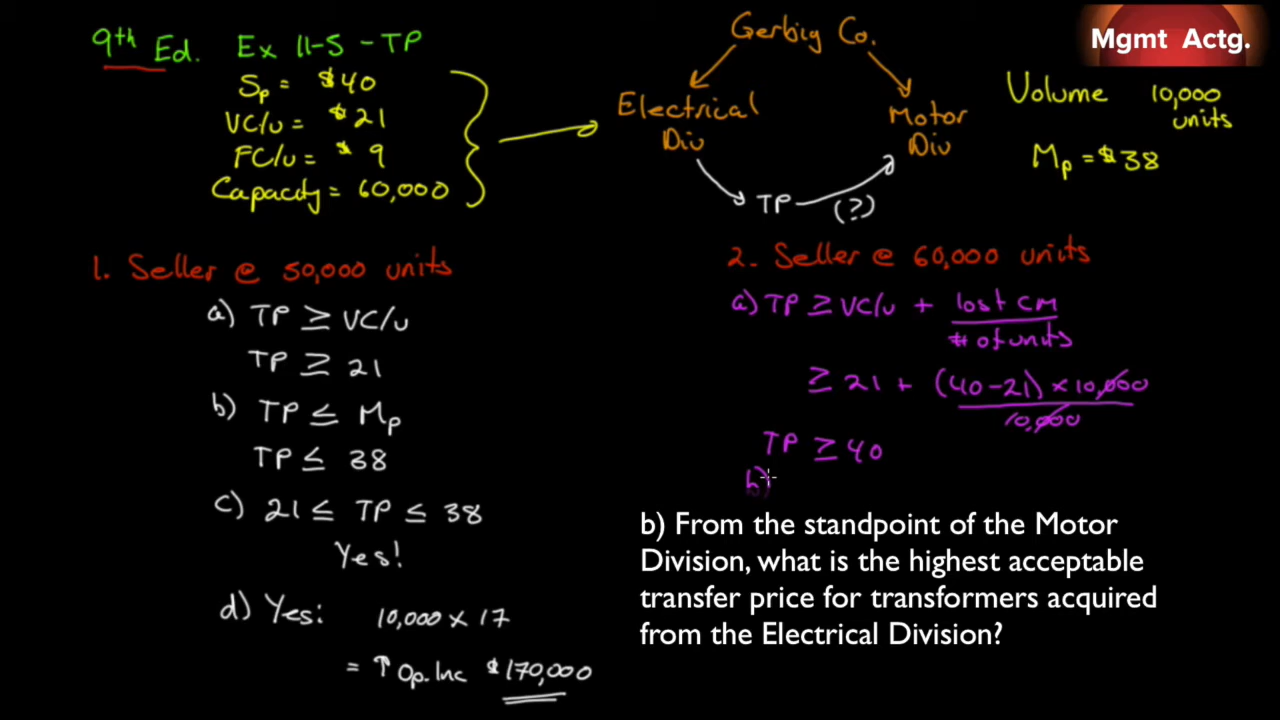 9th Ed. Ex 11-5 - TP
Sp = $40
VC/u = $21
FC/u = $ 9
Capacity = 60,000
Gerbig Co.
Electrical Div
Motor Div
TP
(?)
Mgmt Actg.
Volume 10,000 units
Mp = $38
1. Seller @ 50,000 units
a) TP ≥ VC/u
TP ≥ 21
b) TP ≤ Mp
TP ≤ 38
c) 21 ≤ TP ≤ 38
Yes!
d) Yes: 10,000 x 17
= ↑ Op. Inc $170,000
2. Seller @ 60,000 units
a) TP ≥ VC/u + lost CM / # of units
≥ 21 + (40-21) x 10,000 / 10,000
TP ≥ 40
b)
b) From the standpoint of the Motor
Division, what is the highest acceptable
transfer price for transformers acquired
from the Electrical Division?